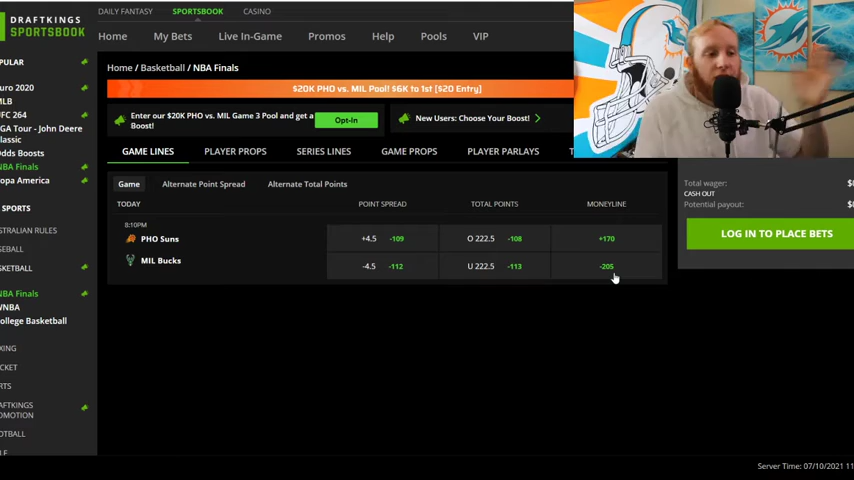 DRAFTKINGS
SPORTSBOOK
DAILY FANTASY SPORTSBOOK CASINO
Home My Bets Live In-Game Promos Help Pools VIP
PULAR
uro 2020
MLB
FC 264
GA Tour - John Deere
lassic
dds Boosts
NBA Finals
opa America
SPORTS
STRALIAN RULES
SEBALL
SKETBALL
NBA Finals
WNBA
ollege Basketball
XING
CKET
RTS
AFTKINGS
OMOTION
OTBALL
Home / Basketball / NBA Finals
$20K PHO vs. MIL Pool! $6K to 1st [$20 Entry]
Enter our $20K PHO vs MIL Game 3 Pool and get a
Boost!
Opt-In
New Users: Choose Your Boost!
GAME LINES PLAYER PROPS SERIES LINES GAME PROPS PLAYER PARLAYS
Game Alternate Point Spread Alternate Total Points
TODAY POINT SPREAD TOTAL POINTS MONEYLINE
8:10PM
PHO Suns +4.5 -109 O 222.5 -108 +170
MIL Bucks -4.5 -112 U 222.5 -113 -205
Total wager:
CASH OUT
Potential payout:
LOG IN TO PLACE BETS
Server Time: 07/10/2021 11